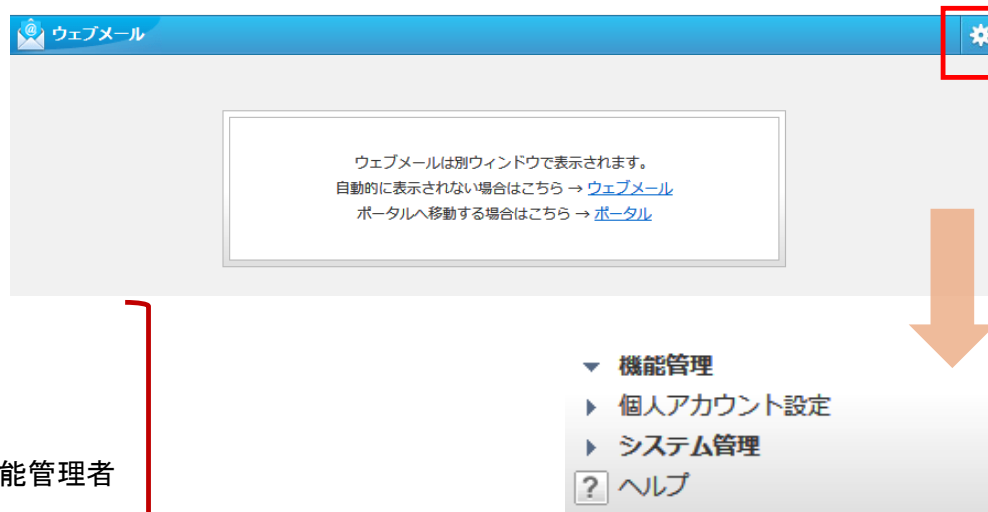 ウェブメール
ウェブメールは別ウィンドウで表示されます。
自動的に表示されない場合はこちら → ウェブメール
ポータルへ移動する場合はこちら → ポータル
機能管理
個人アカウント設定
システム管理
? ヘルプ
能管理者